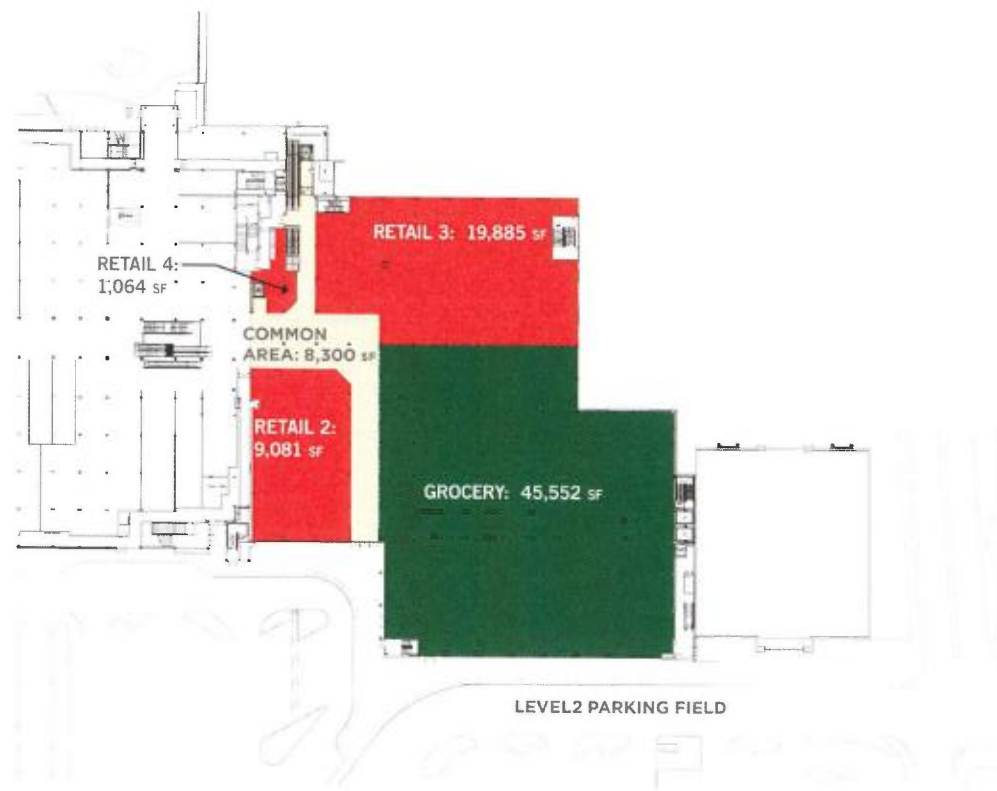 RETAIL 3: 19,885 SF
RETAIL 4:
1,064 SF
COMMON
AREA: 8,300 SF
RETAIL 2:
9,081 SF
GROCERY: 45,552 SF
LEVEL2 PARKING FIELD